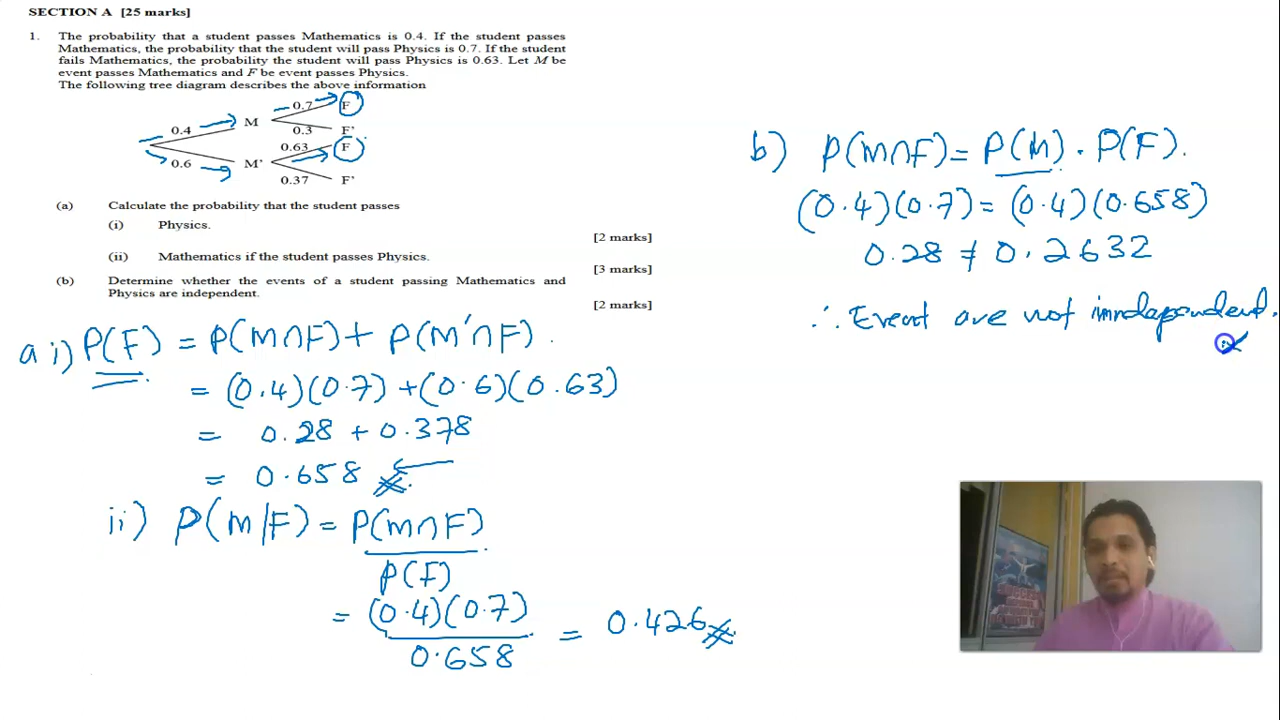 SECTION A [25 marks]
1. The probability that a student passes Mathematics is 0.4. If the student passes
Mathematics, the probability that the student will pass Physics is 0.7. If the student
fails Mathematics, the probability the student will pass Physics is 0.63. Let M be
event passes Mathematics and F be event passes Physics.
The following tree diagram describes the above information
0.7 F
0.4 M
0.3 F'
0.63 F
0.6 M'
0.37 F'
(a) Calculate the probability that the student passes
(i) Physics.
[2 marks]
(ii) Mathematics if the student passes Physics.
[3 marks]
(b) Determine whether the events of a student passing Mathematics and
Physics are independent.
[2 marks]
a i) P(F) = P(M∩F) + P(M'∩F).
= (0.4)(0.7) + (0.6)(0.63)
= 0.28 + 0.378
= 0.658
ii) P(M|F) = P(M∩F)
P(F)
= (0.4)(0.7)
0.658
= 0.426
b) P(M∩F) = P(M) · P(F).
(0.4)(0.7) = (0.4)(0.658)
0.28 ≠ 0.2632
∴ Event are not imndependent.